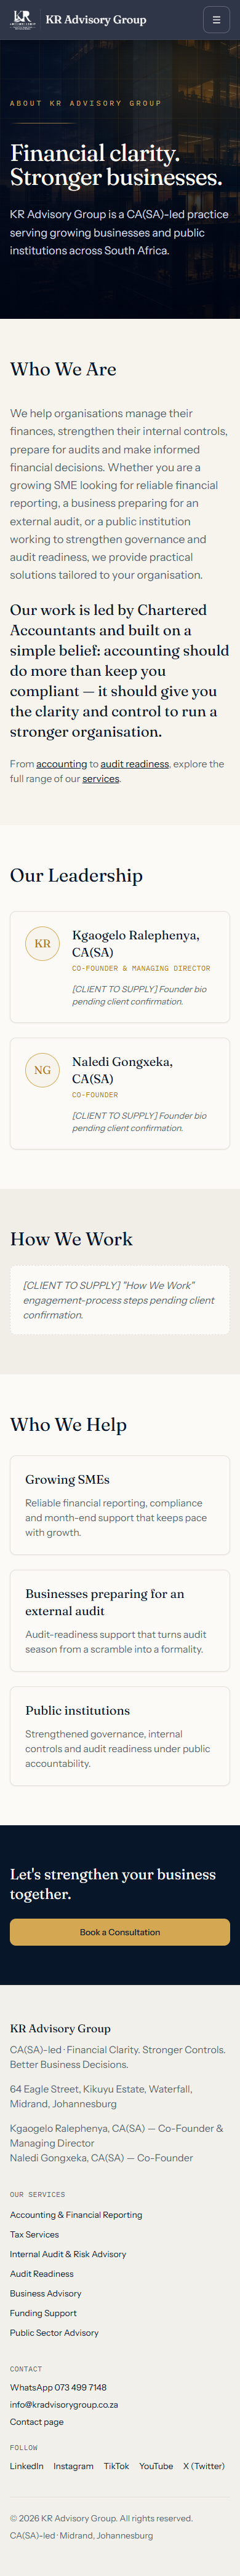 KR Advisory Group
☰
ABOUT KR ADVISORY GROUP
Financial clarity.
Stronger businesses.
KR Advisory Group is a CA(SA)-led practice
serving growing businesses and public
institutions across South Africa.
Who We Are
We help organisations manage their
finances, strengthen their internal controls,
prepare for audits and make informed
financial decisions. Whether you are a
growing SME looking for reliable financial
reporting, a business preparing for an
external audit, or a public institution
working to strengthen governance and
audit readiness, we provide practical
solutions tailored to your organisation.
Our work is led by Chartered
Accountants and built on a
simple belief: accounting should
do more than keep you
compliant — it should give you
the clarity and control to run a
stronger organisation.
From accounting to audit readiness, explore the
full range of our services.
Our Leadership
KR
Kgaogelo Ralephenya,
CA(SA)
CO-FOUNDER & MANAGING DIRECTOR
[CLIENT TO SUPPLY] Founder bio
pending client confirmation.
NG
Naledi Gongxeka,
CA(SA)
CO-FOUNDER
[CLIENT TO SUPPLY] Founder bio
pending client confirmation.
How We Work
[CLIENT TO SUPPLY] "How We Work"
engagement-process steps pending client
confirmation.
Who We Help
Growing SMEs
Reliable financial reporting, compliance
and month-end support that keeps pace
with growth.
Businesses preparing for an
external audit
Audit-readiness support that turns audit
season from a scramble into a formality.
Public institutions
Strengthened governance, internal
controls and audit readiness under public
accountability.
Let's strengthen your business
together.
Book a Consultation
KR Advisory Group
CA(SA)-led · Financial Clarity. Stronger Controls.
Better Business Decisions.
64 Eagle Street, Kikuyu Estate, Waterfall,
Midrand, Johannesburg
Kgaogelo Ralephenya, CA(SA) — Co-Founder &
Managing Director
Naledi Gongxeka, CA(SA) — Co-Founder
OUR SERVICES
Accounting & Financial Reporting
Tax Services
Internal Audit & Risk Advisory
Audit Readiness
Business Advisory
Funding Support
Public Sector Advisory
CONTACT
WhatsApp 073 499 7148
info@kradvisorygroup.co.za
Contact page
FOLLOW
LinkedIn Instagram TikTok YouTube X (Twitter)
© 2026 KR Advisory Group. All rights reserved.
CA(SA)-led · Midrand, Johannesburg